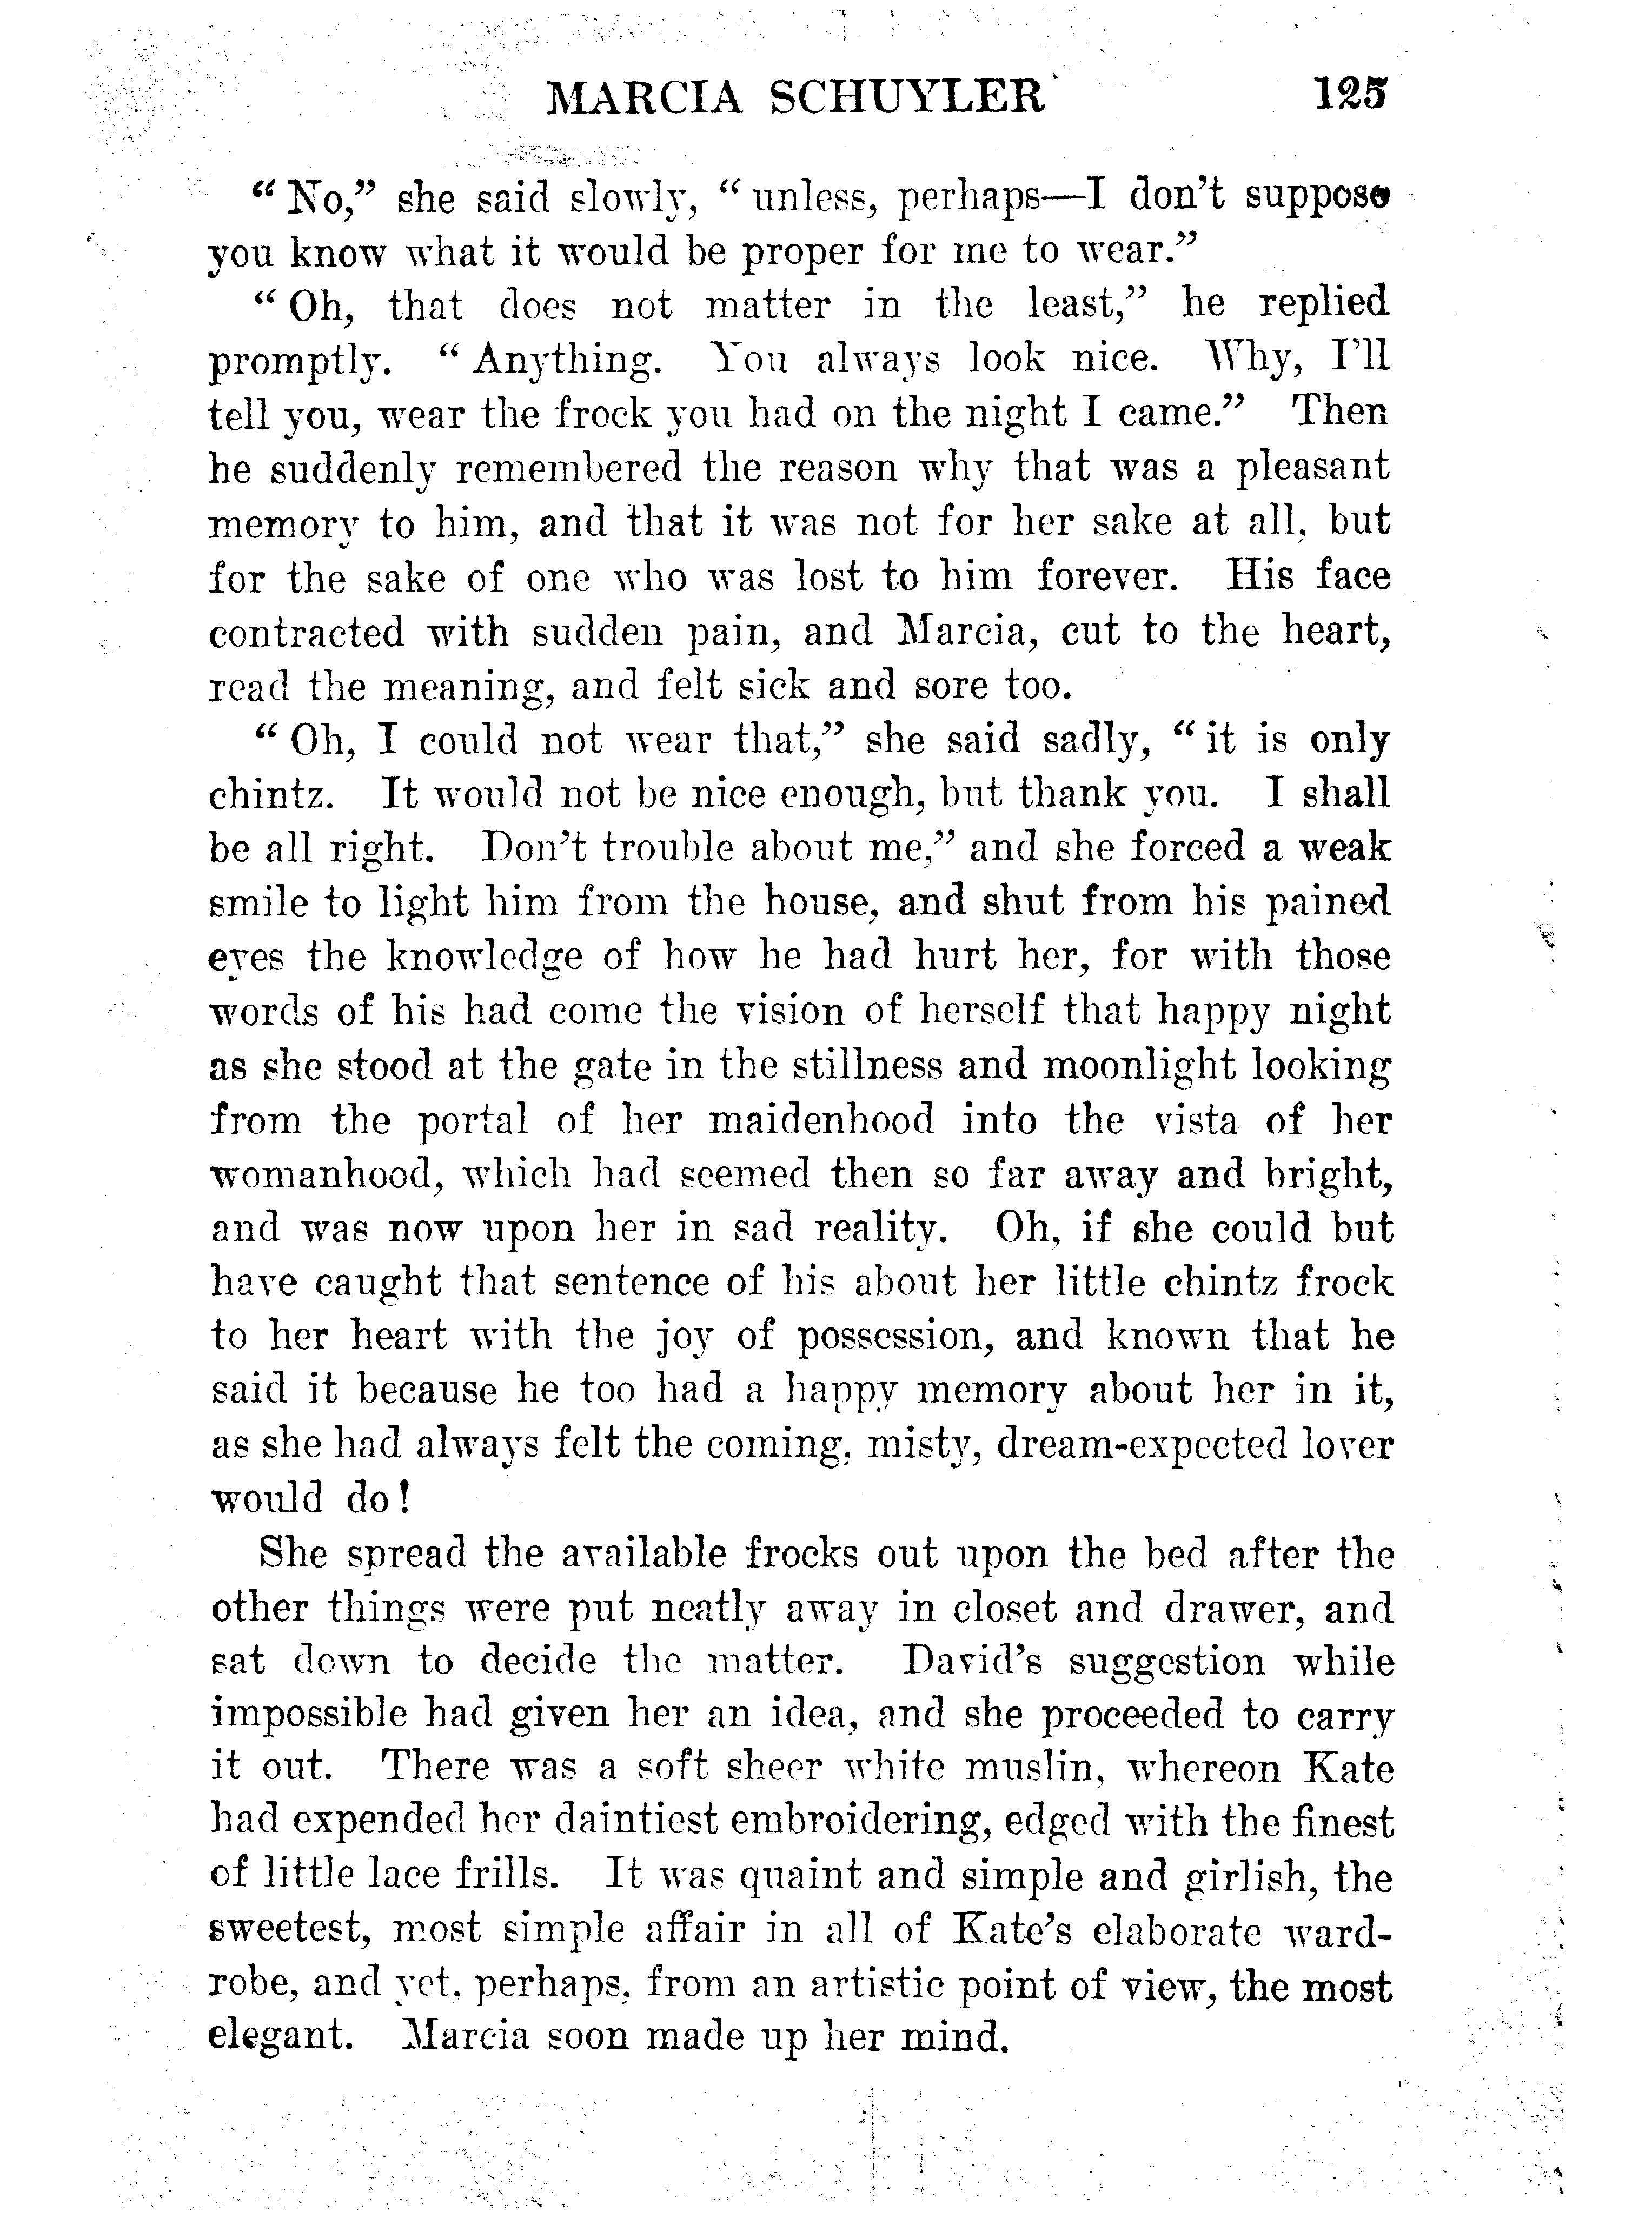 MARCIA SCHUYLER 125
“ No,” she said slowly, “ unless, perhaps—I don’t suppose
you know what it would be proper for me to wear.”
“ Oh, that does not matter in the least,” he replied
promptly. “ Anything. You always look nice. Why, I’ll
tell you, wear the frock you had on the night I came.” Then
he suddenly remembered the reason why that was a pleasant
memory to him, and that it was not for her sake at all, but
for the sake of one who was lost to him forever. His face
contracted with sudden pain, and Marcia, cut to the heart,
read the meaning, and felt sick and sore too.
“ Oh, I could not wear that,” she said sadly, “ it is only
chintz. It would not be nice enough, but thank you. I shall
be all right. Don’t trouble about me,” and she forced a weak
smile to light him from the house, and shut from his pained
eyes the knowledge of how he had hurt her, for with those
words of his had come the vision of herself that happy night
as she stood at the gate in the stillness and moonlight looking
from the portal of her maidenhood into the vista of her
womanhood, which had seemed then so far away and bright,
and was now upon her in sad reality. Oh, if she could but
have caught that sentence of his about her little chintz frock
to her heart with the joy of possession, and known that he
said it because he too had a happy memory about her in it,
as she had always felt the coming, misty, dream-expected lover
would do!
She spread the available frocks out upon the bed after the
other things were put neatly away in closet and drawer, and
sat down to decide the matter. David’s suggestion while
impossible had given her an idea, and she proceeded to carry
it out. There was a soft sheer white muslin, whereon Kate
had expended her daintiest embroidering, edged with the finest
of little lace frills. It was quaint and simple and girlish, the
sweetest, most simple affair in all of Kate’s elaborate ward-
robe, and yet, perhaps, from an artistic point of view, the most
elegant. Marcia soon made up her mind.